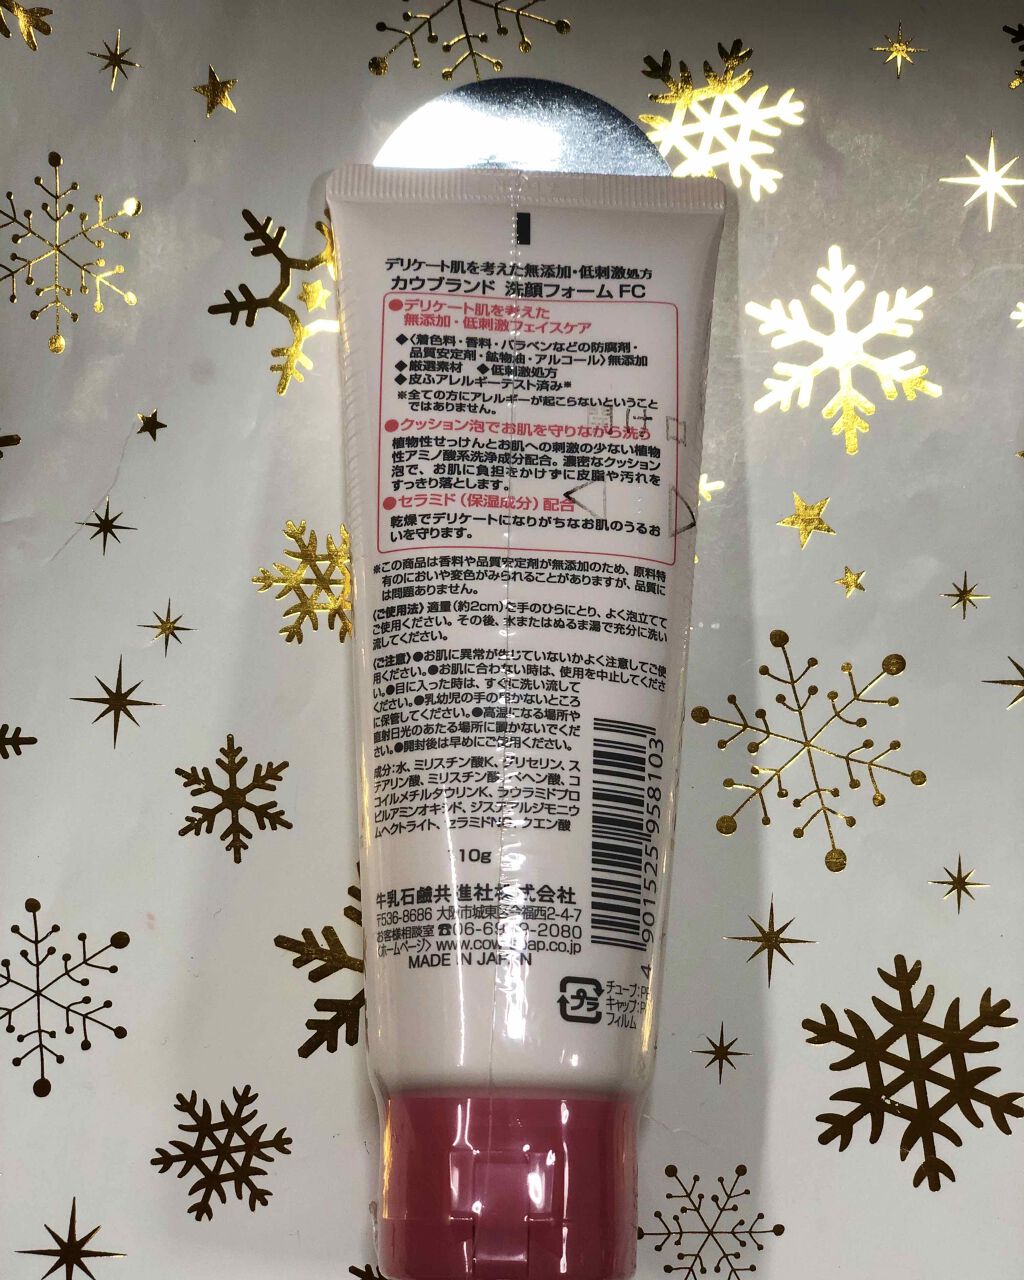 デリケート肌を考えた無添加・低刺激処方
カウブランド 洗顔フォーム FC
●デリケート肌を考えた
無添加・低刺激フェイスケア
◆〈着色料・香料・パラベンなどの防腐剤・
品質安定剤・鉱物油・アルコール〉無添加
◆厳選素材 ◆低刺激処方
◆皮ふアレルギーテスト済み※
※全ての方にアレルギーが起こらないということ
ではありません。
開け口
●クッション泡でお肌を守りながら洗う
植物性せっけんとお肌への刺激の少ない植物
性アミノ酸系洗浄成分配合。濃密なクッション
泡で、お肌に負担をかけずに皮脂や汚れを
すっきり落とします。
●セラミド（保湿成分）配合
乾燥でデリケートになりがちなお肌のうるお
いを守ります。
※この商品は香料や品質安定剤が無添加のため、原料特
有のにおいや変色がみられることがありますが、品質に
は問題ありません。
〈ご使用法〉適量（約2cm）ご手のひらにとり、よく泡立てて
ご使用ください。その後、水またはぬるま湯で充分に洗い
流してください。
〈ご注意〉●お肌に異常が生じていないかよく注意してご使
用ください。●お肌に合わない時は、使用を中止してくださ
い。●目に入った時は、すぐに洗い流して
ください。●乳幼児の手の届かないところ
に保管してください。●高温になる場所や
直射日光のあたる場所に置かないでくだ
さい。●開封後は早めにご使用ください。
成分：水、ミリスチン酸K、グリセリン、ス
テアリン酸、ミリスチン酸、ベヘン酸、コ
コイルメチルタウリンK、ラウラミドプロ
ピルアミンオキシド、ジステアルジモニウ
ムヘクトライト、セラミドNG、クエン酸
110g
牛乳石鹸共進社株式会社
〒536-8686 大阪市城東区今福西2-4-7
お客様相談室 ☎06-69 -2080
〈ホームページ〉 www.cow jap.co.jp
MADE IN JAPAN
4 901525 958103
プラ
チューブ：PE
キャップ：P
フィルム